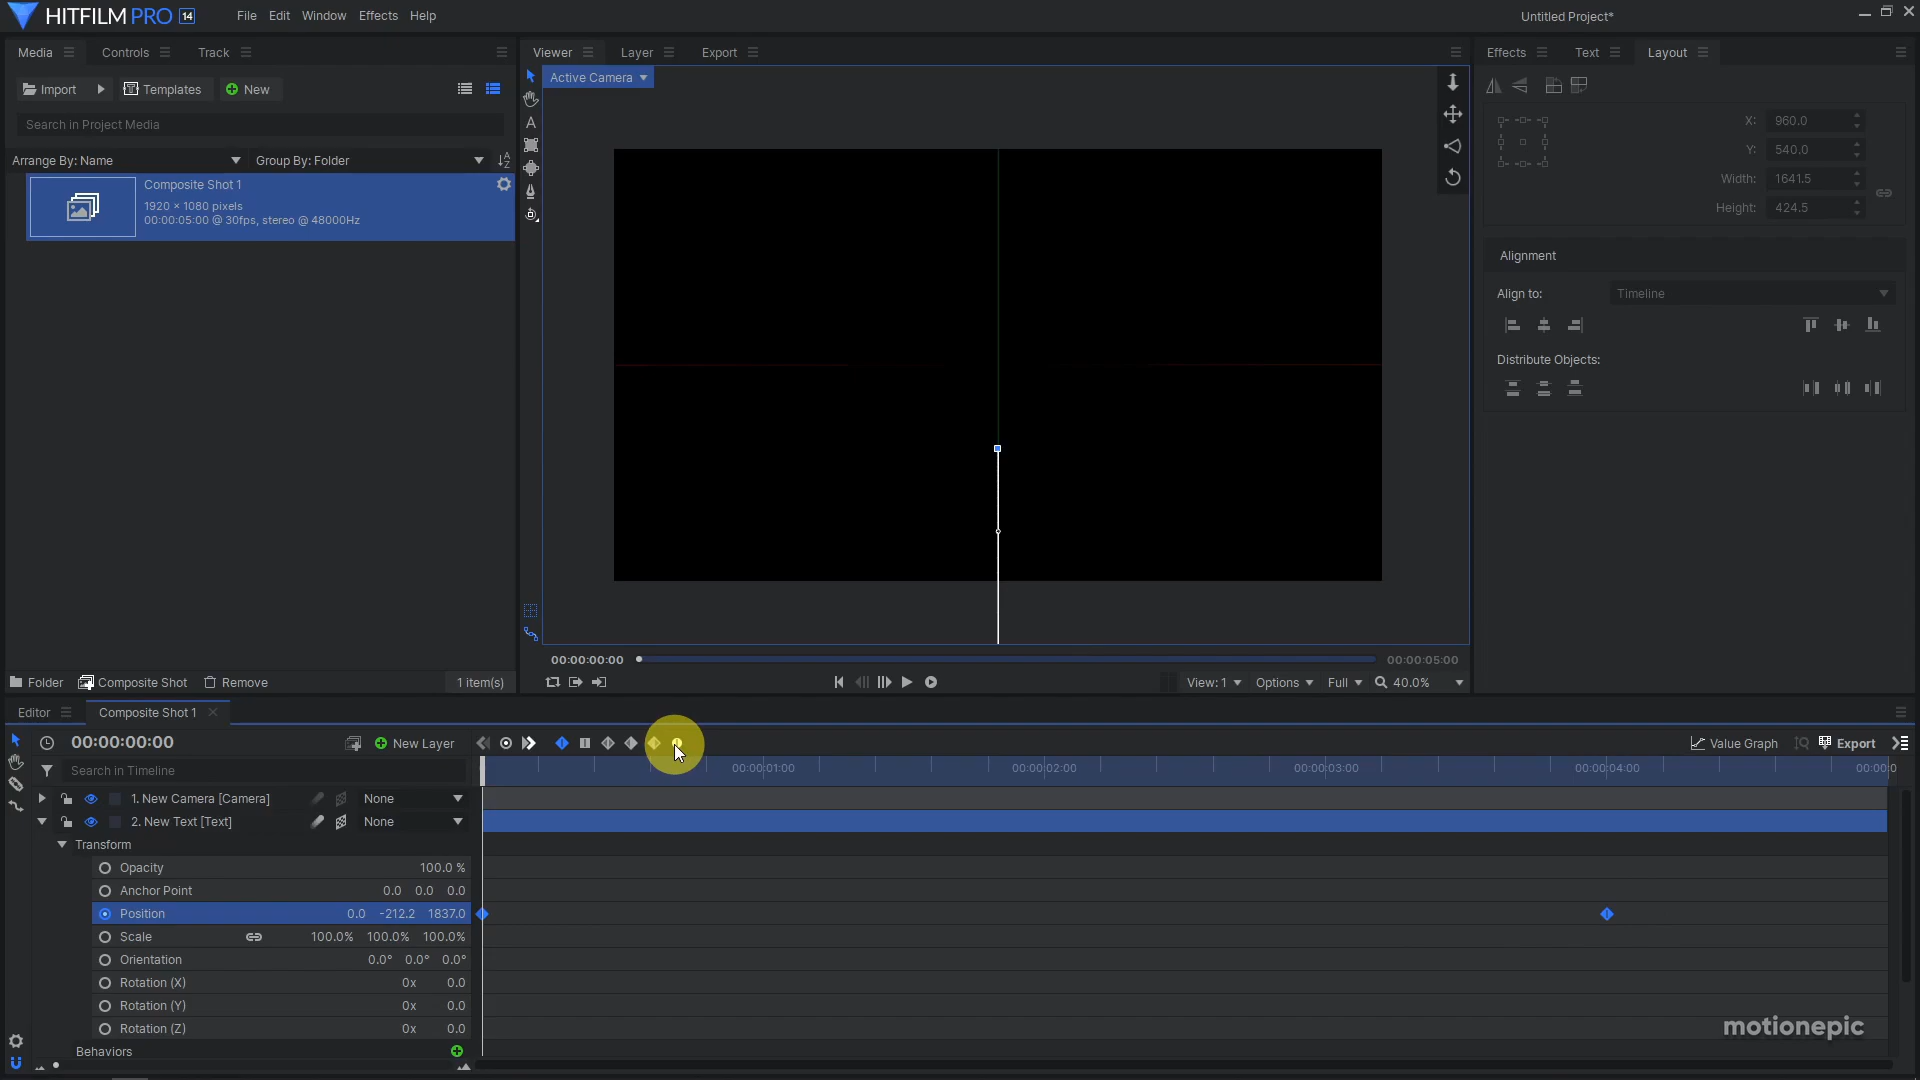 HITFILM PRO 14
File Edit Window Effects Help
Untitled Project*
Media Controls Track
Viewer Layer Export
Effects Text Layout
Import Templates New
Active Camera
Search in Project Media
Arrange By: Name Group By: Folder
Composite Shot 1
1920 × 1080 pixels
00:00:05:00 @ 30fps, stereo @ 48000Hz
X: 960.0
Y: 540.0
Width: 1641.5
Height: 424.5
Alignment
Align to: Timeline
Distribute Objects:
00:00:00:00 00:00:05:00
Folder Composite Shot Remove 1 item(s)
View: 1 Options Full 40.0%
Editor Composite Shot 1
00:00:00:00 New Layer Value Graph Export
Search in Timeline
00:00:01:00 00:00:02:00 00:00:03:00 00:00:04:00 00:00:0
1. New Camera [Camera] None
2. New Text [Text] None
Transform
Opacity 100.0 %
Anchor Point 0.0 0.0 0.0
Position 0.0 -212.2 1837.0
Scale 100.0% 100.0% 100.0%
Orientation 0.0° 0.0° 0.0°
Rotation (X) 0x 0.0
Rotation (Y) 0x 0.0
Rotation (Z) 0x 0.0
Behaviors
motionepic